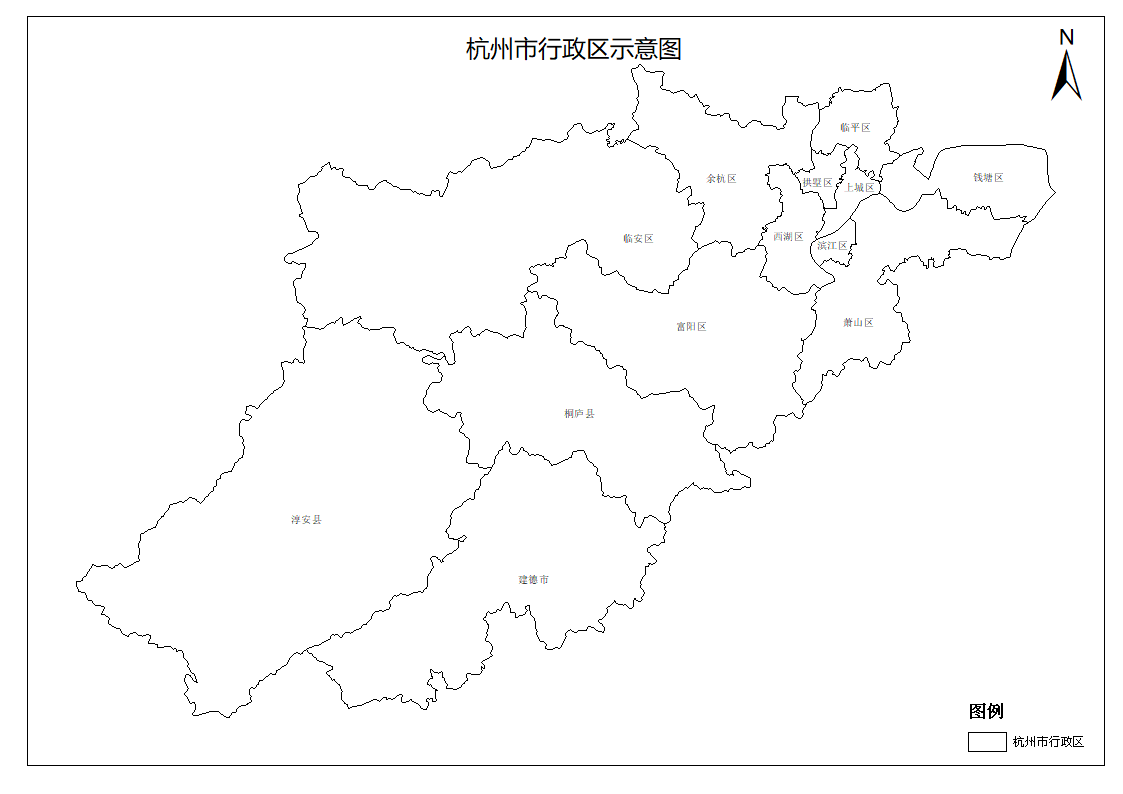 杭州市行政区示意图
N
临平区
余杭区
拱墅区
上城区
钱塘区
临安区
西湖区
滨江区
富阳区
萧山区
桐庐县
淳安县
建德市
图例
杭州市行政区